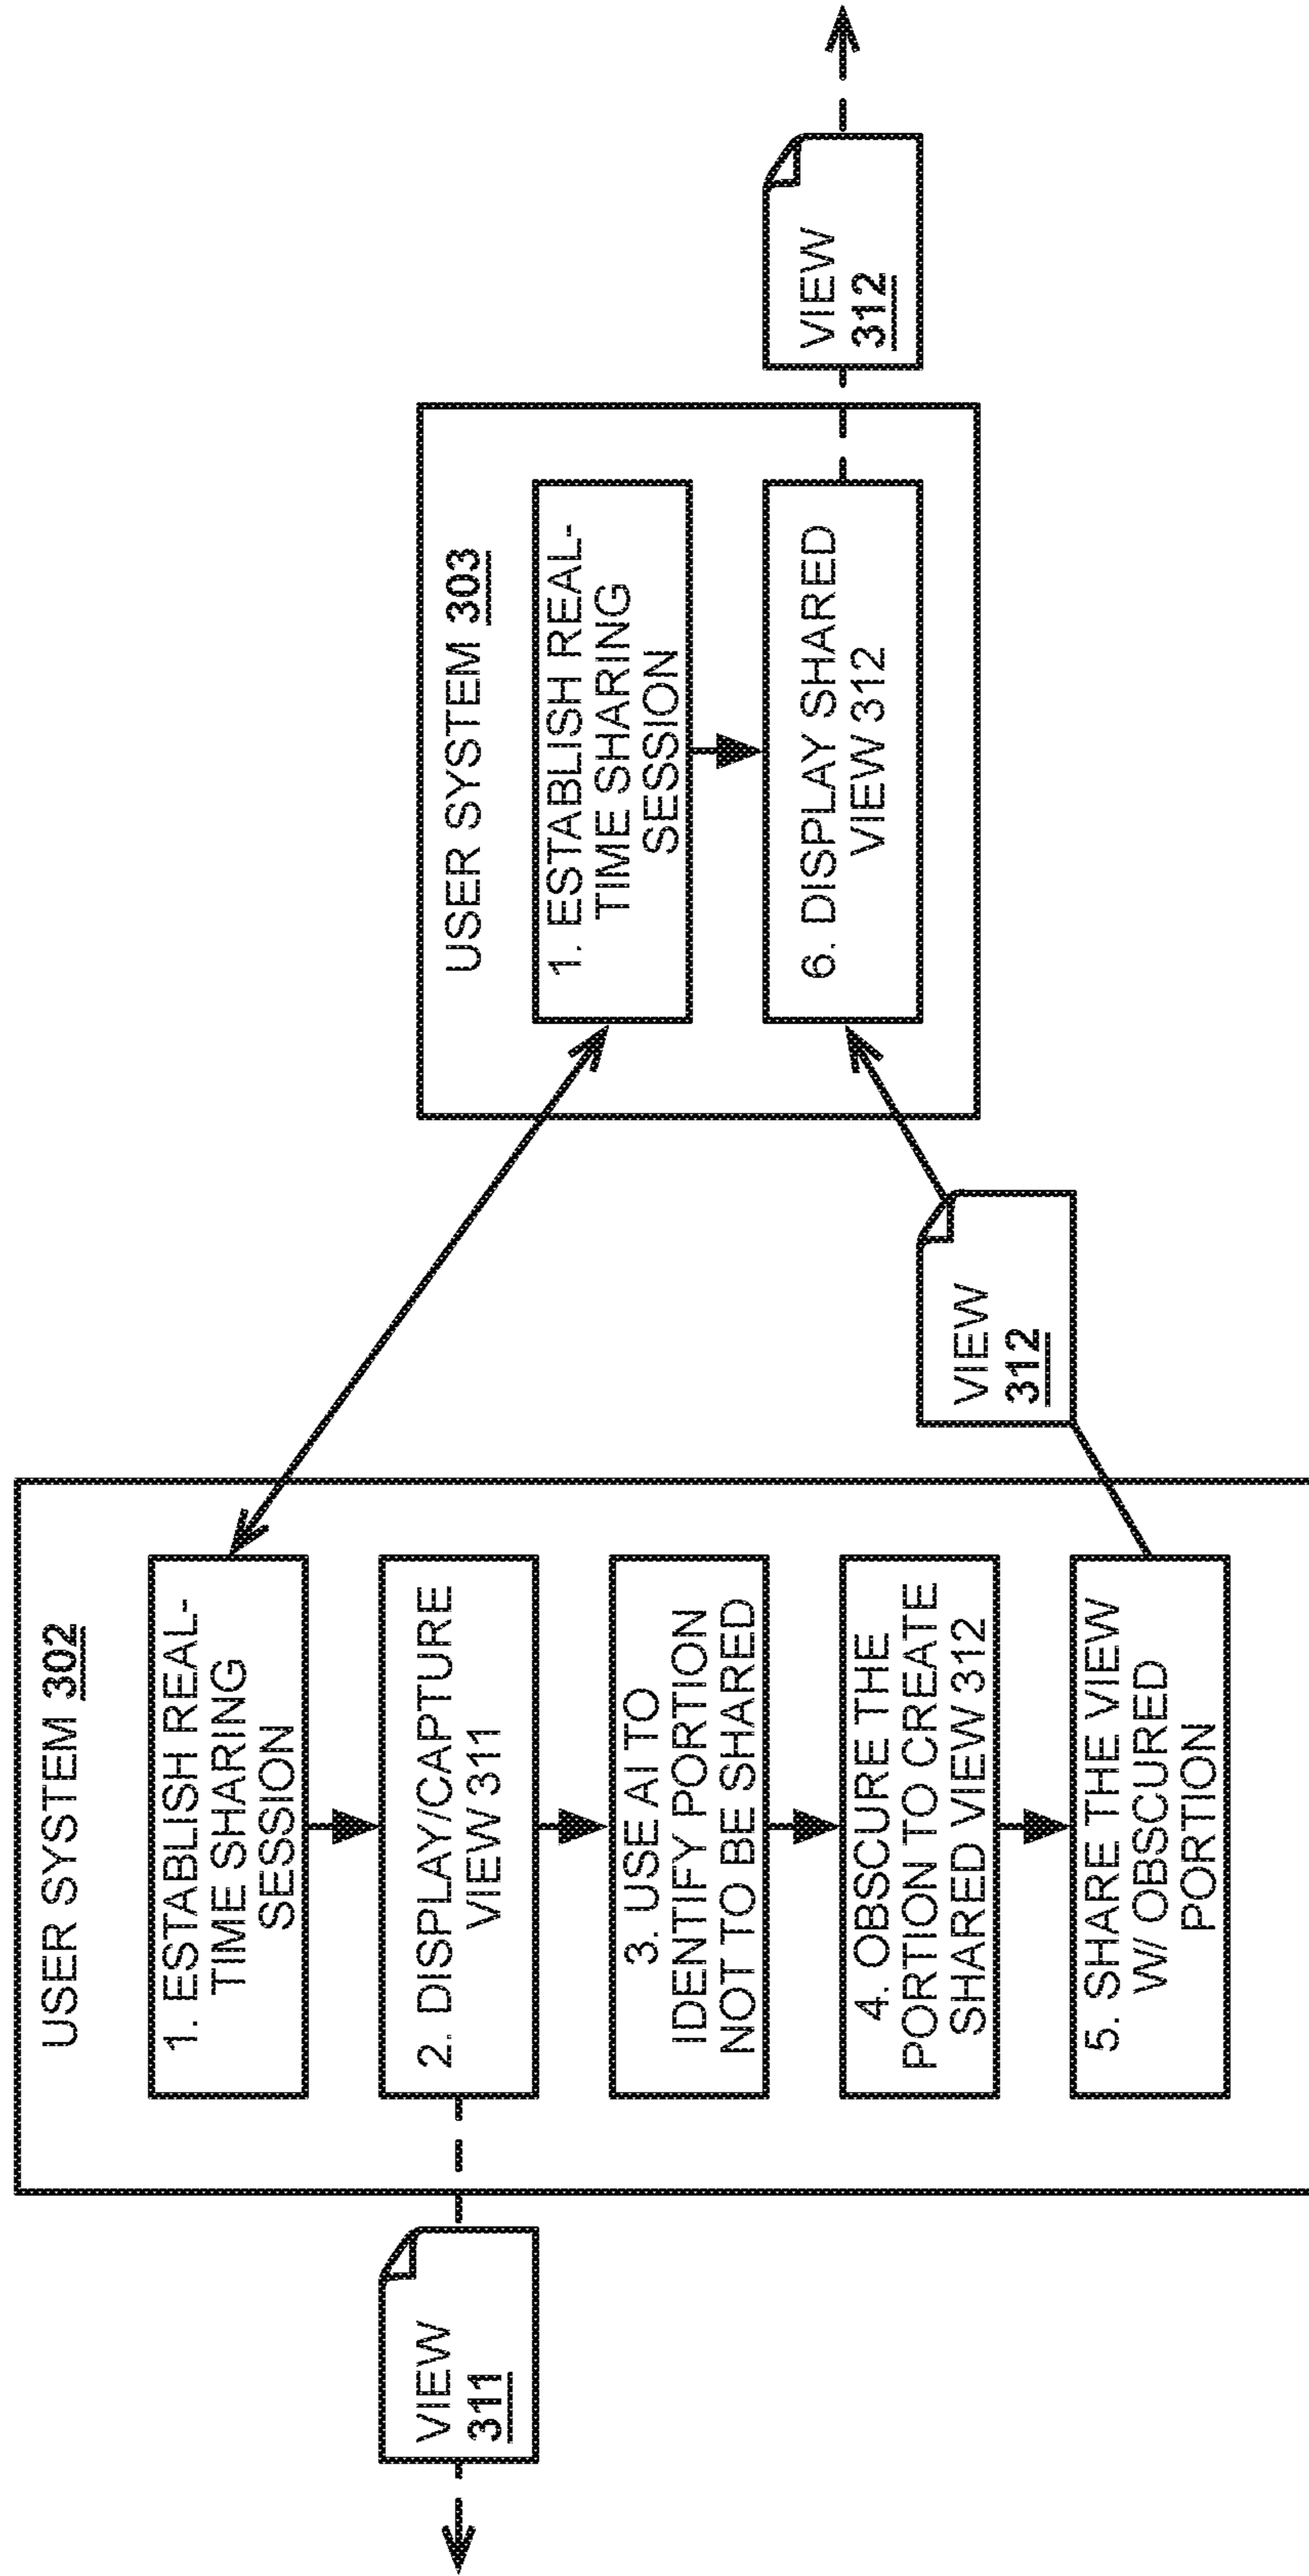 USER SYSTEM 302
1. ESTABLISH REAL-
TIME SHARING
SESSION
2. DISPLAY/CAPTURE
VIEW 311
3. USE AI TO
IDENTIFY PORTION
NOT TO BE SHARED
4. OBSCURE THE
PORTION TO CREATE
SHARED VIEW 312
5. SHARE THE VIEW
W/ OBSCURED
PORTION
VIEW
311
VIEW
312
USER SYSTEM 303
1. ESTABLISH REAL-
TIME SHARING
SESSION
6. DISPLAY SHARED
VIEW 312
VIEW
312